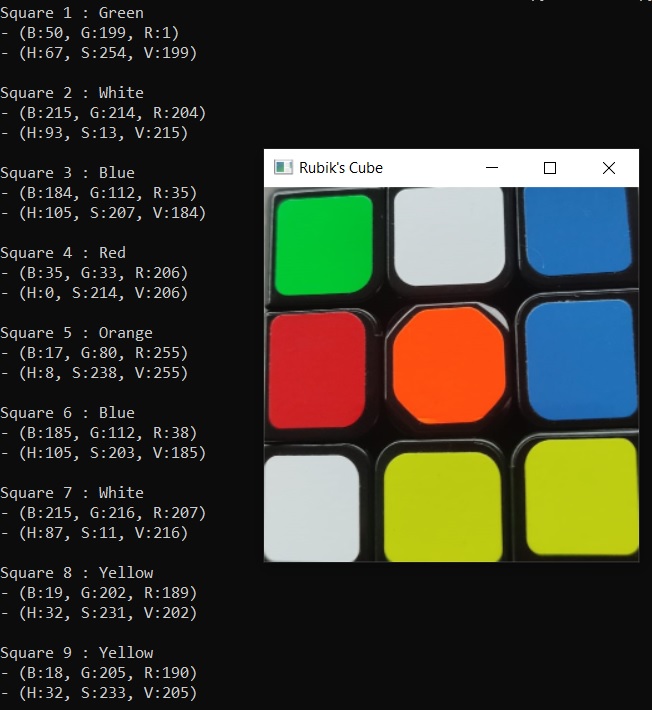 Square 1 : Green
- (B:50, G:199, R:1)
- (H:67, S:254, V:199)
Square 2 : White
- (B:215, G:214, R:204)
- (H:93, S:13, V:215)
Square 3 : Blue
- (B:184, G:112, R:35)
- (H:105, S:207, V:184)
Square 4 : Red
- (B:35, G:33, R:206)
- (H:0, S:214, V:206)
Square 5 : Orange
- (B:17, G:80, R:255)
- (H:8, S:238, V:255)
Square 6 : Blue
- (B:185, G:112, R:38)
- (H:105, S:203, V:185)
Square 7 : White
- (B:215, G:216, R:207)
- (H:87, S:11, V:216)
Square 8 : Yellow
- (B:19, G:202, R:189)
- (H:32, S:231, V:202)
Square 9 : Yellow
- (B:18, G:205, R:190)
- (H:32, S:233, V:205)
Rubik's Cube